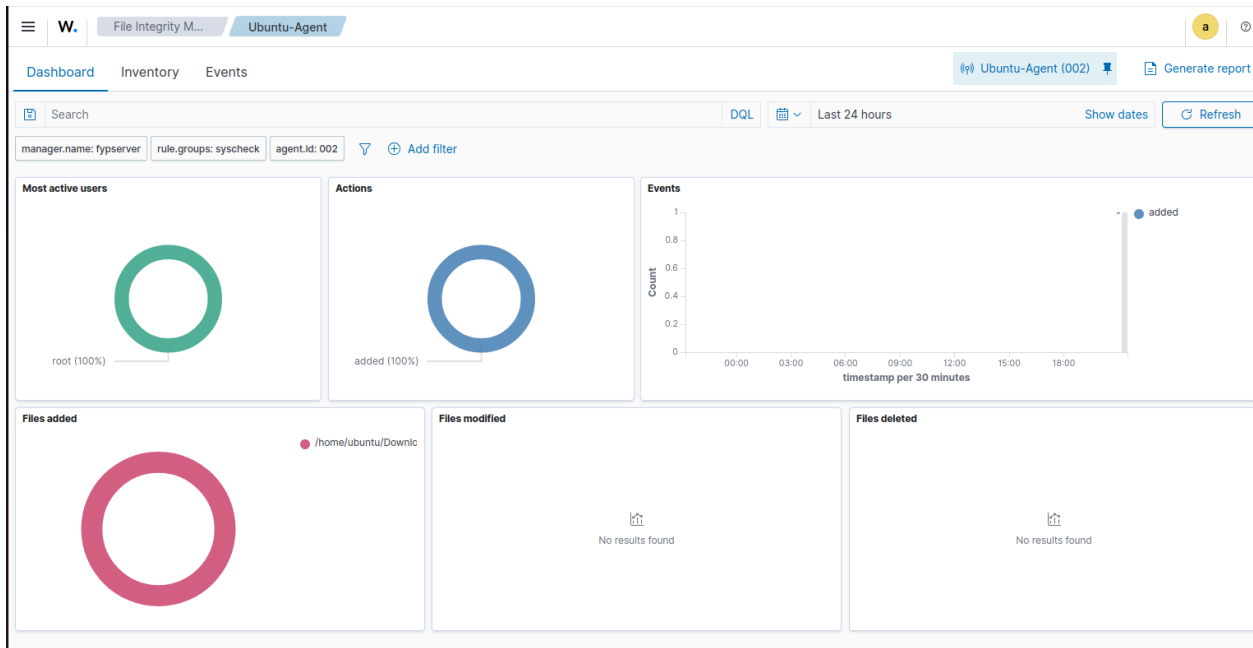 W. File Integrity M... Ubuntu-Agent a
Dashboard Inventory Events Ubuntu-Agent (002) Generate report
Search DQL Last 24 hours Show dates Refresh
manager.name: fypserver rule.groups: syscheck agent.id: 002 Add filter
Most active users
root (100%)
Actions
added (100%)
Events
1
0.8
0.6
0.4
0.2
0
Count
00:00 03:00 06:00 09:00 12:00 15:00 18:00
timestamp per 30 minutes
added
Files added
/home/ubuntu/Downlc
Files modified
No results found
Files deleted
No results found